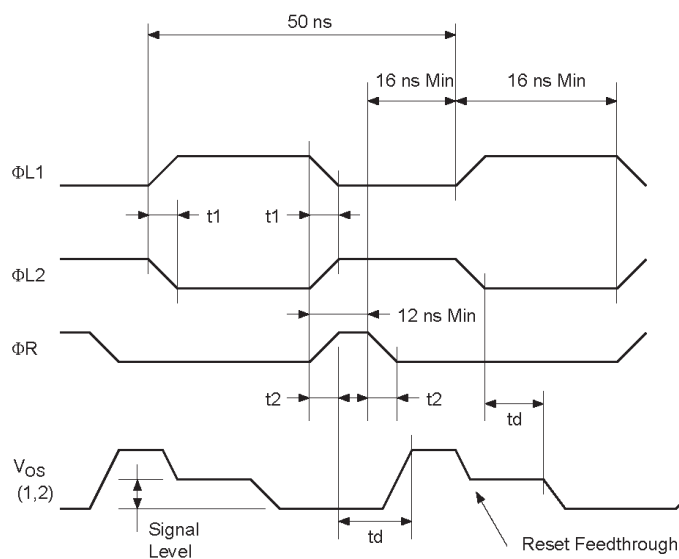 50 ns
16 ns Min
16 ns Min
ΦL1
t1
t1
ΦL2
12 ns Min
ΦR
t2
t2
td
VOS
(1,2)
Signal
Level
td
Reset Feedthrough